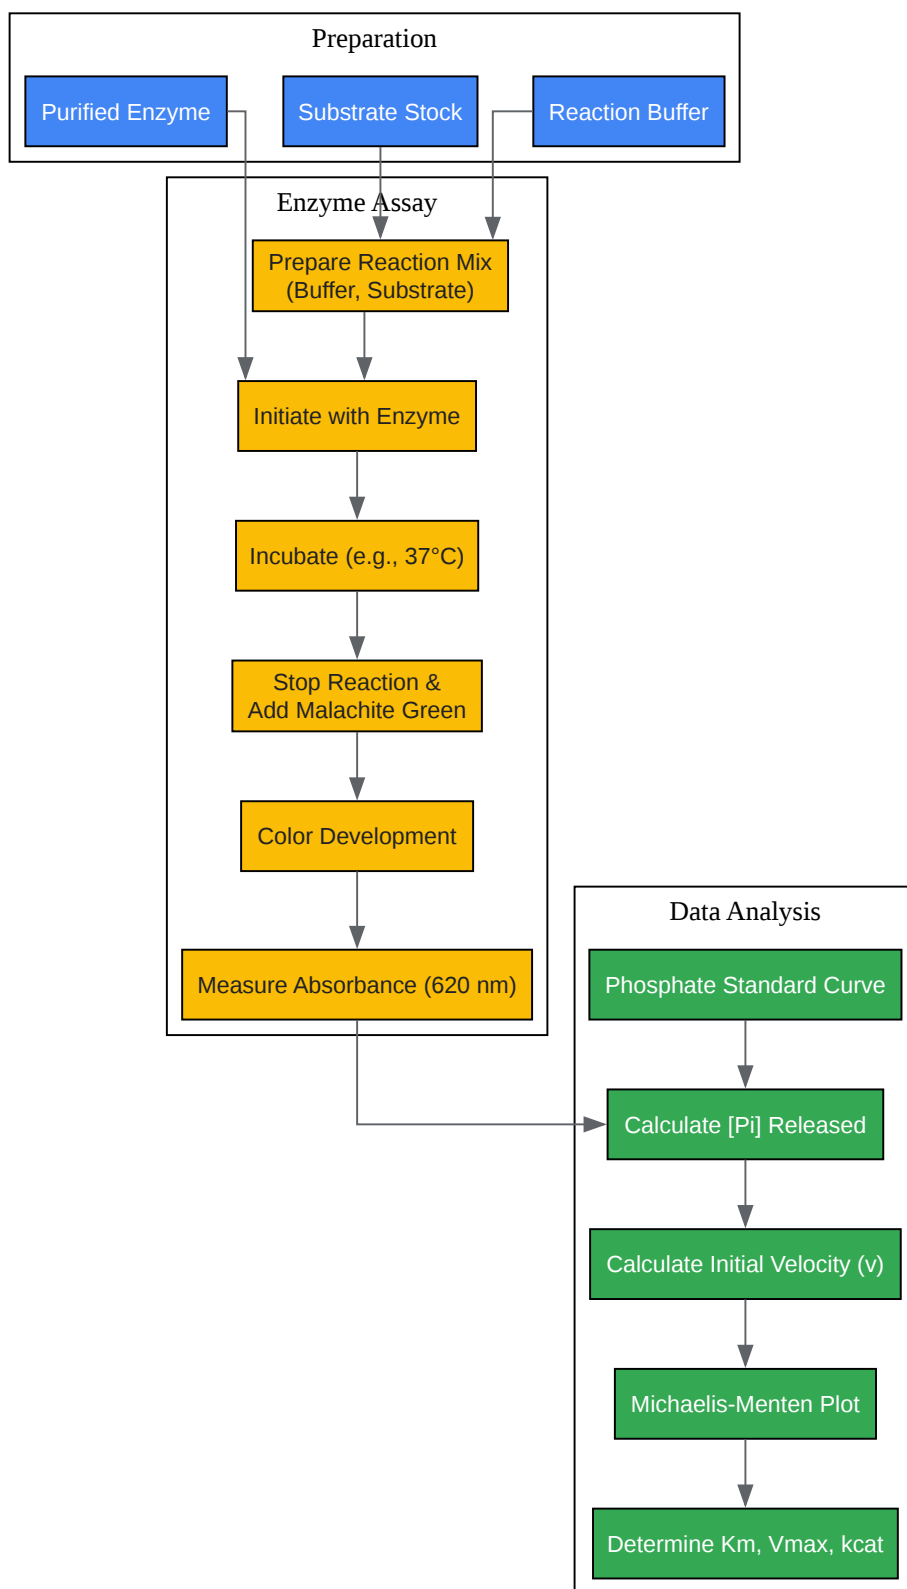 Preparation
Purified Enzyme
Substrate Stock
Reaction Buffer
Enzyme Assay
Prepare Reaction Mix
(Buffer, Substrate)
Initiate with Enzyme
Incubate (e.g., 37°C)
Stop Reaction &
Add Malachite Green
Color Development
Measure Absorbance (620 nm)
Data Analysis
Phosphate Standard Curve
Calculate [Pi] Released
Calculate Initial Velocity (v)
Michaelis-Menten Plot
Determine Km, Vmax, kcat